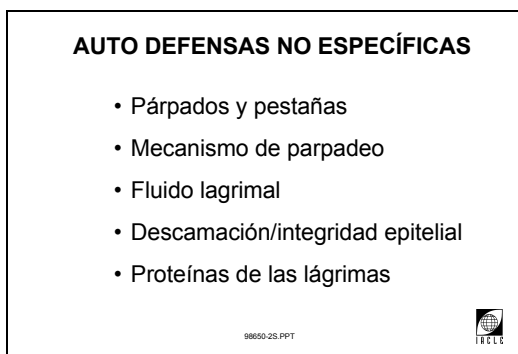 AUTO DEFENSAS NO ESPECÍFICAS
• Párpados y pestañas
• Mecanismo de parpadeo
• Fluido lagrimal
• Descamación/integridad epitelial
• Proteínas de las lágrimas
98650-2S.PPT
IACLE